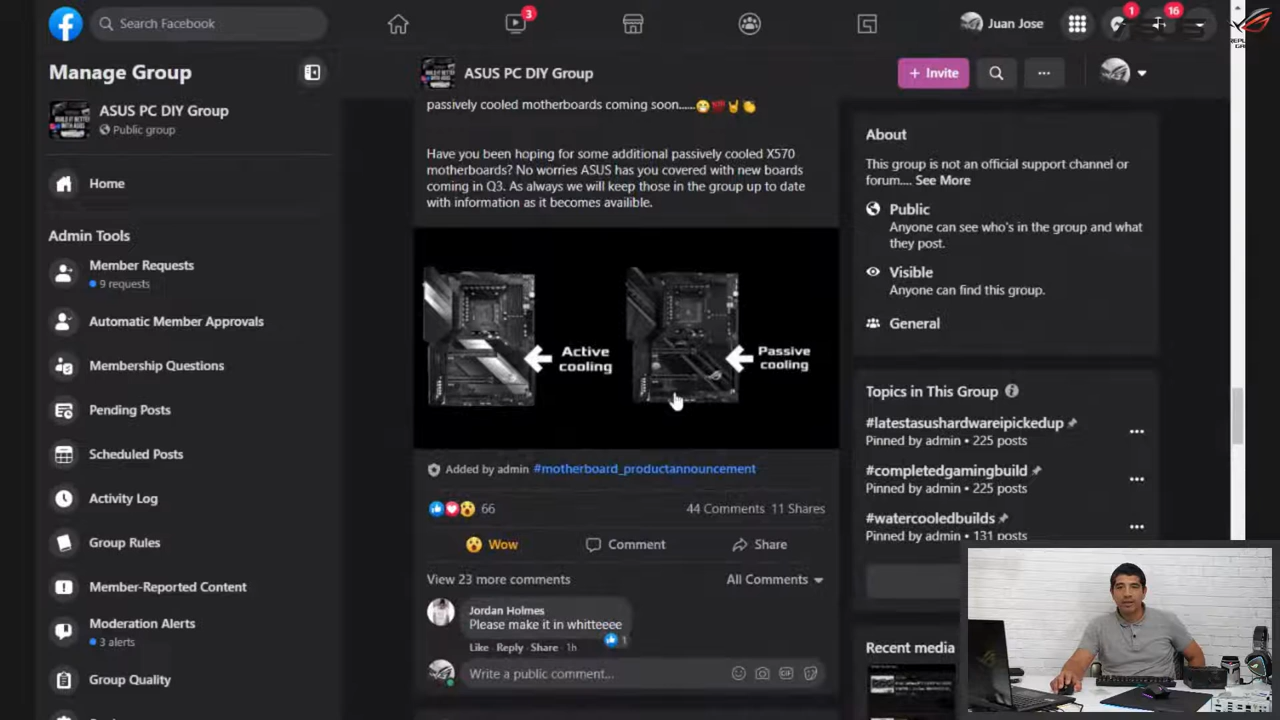 Search Facebook
3
Juan Jose
1
16
Manage Group
ASUS PC DIY Group
Public group
Home
Admin Tools
Member Requests
9 requests
Automatic Member Approvals
Membership Questions
Pending Posts
Scheduled Posts
Activity Log
Group Rules
Member-Reported Content
Moderation Alerts
3 alerts
Group Quality
ASUS PC DIY Group
+ Invite
passively cooled motherboards coming soon......
Have you been hoping for some additional passively cooled X570
motherboards? No worries ASUS has you covered with new boards
coming in Q3. As always we will keep those in the group up to date
with information as it becomes availible.
Active
cooling
Passive
cooling
Added by admin #motherboard_productannouncement
66
44 Comments 11 Shares
Wow
Comment
Share
View 23 more comments
All Comments
Jordan Holmes
Please make it in whitteeee
1
Like · Reply · Share · 1h
Write a public comment...
About
This group is not an official support channel or
forum.... See More
Public
Anyone can see who's in the group and what
they post.
Visible
Anyone can find this group.
General
Topics in This Group
#latestasushardwareipickedup
Pinned by admin • 225 posts
#completedgamingbuild
Pinned by admin • 225 posts
#watercooledbuilds
Pinned by admin • 131 posts
Recent media